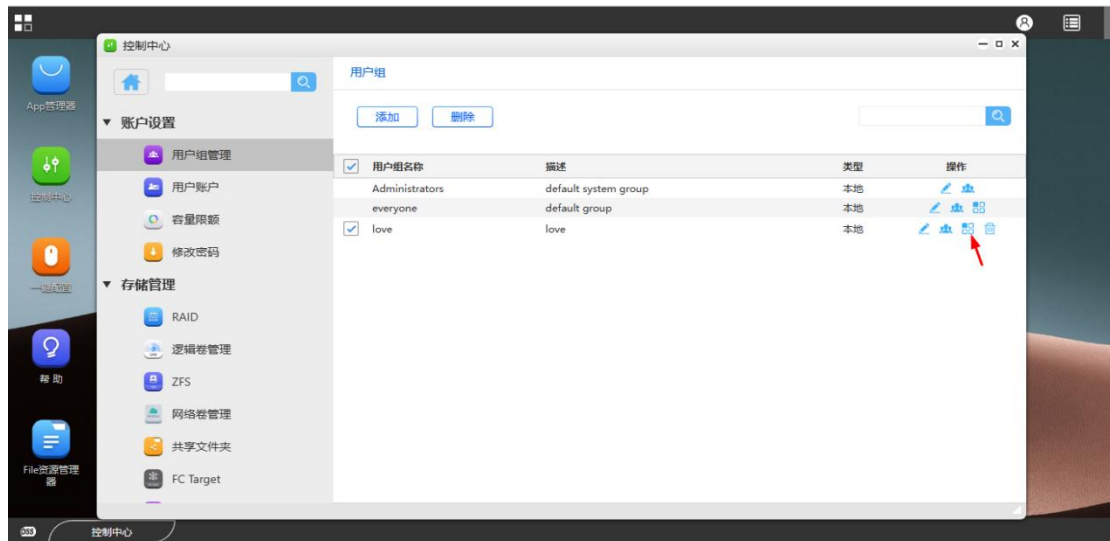 控制中心
用户组
App管理器
账户设置
添加
删除
用户组管理
用户组名称
描述
类型
操作
Administrators
default system group
本地
用户账户
控制中心
everyone
default group
本地
容量限额
love
love
本地
修改密码
一键配置
存储管理
RAID
逻辑卷管理
帮助
ZFS
网络卷管理
共享文件夹
File资源管理
器
FC Target
控制中心